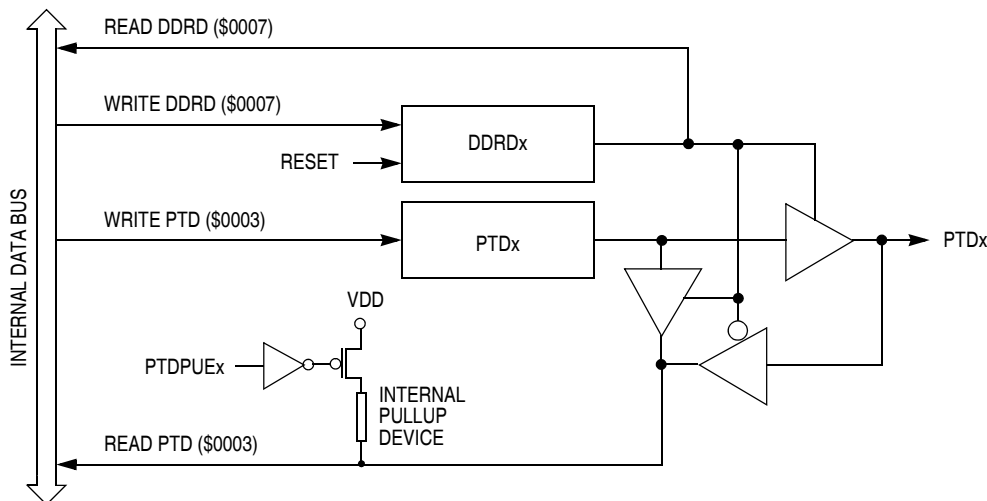 READ DDRD ($0007)
WRITE DDRD ($0007)
DDRDx
RESET
WRITE PTD ($0003)
PTDx
PTDx
INTERNAL DATA BUS
VDD
PTDPUEx
INTERNAL
PULLUP
DEVICE
READ PTD ($0003)